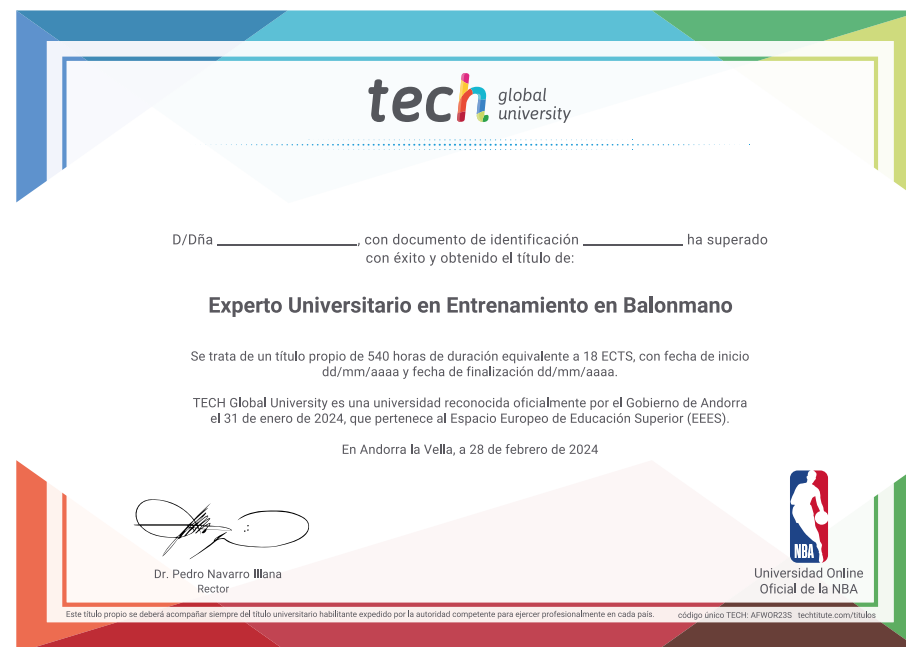 tech global university
D/Dña ____________________, con documento de identificación ______________ ha superado
con éxito y obtenido el título de:
Experto Universitario en Entrenamiento en Balonmano
Se trata de un título propio de 540 horas de duración equivalente a 18 ECTS, con fecha de inicio
dd/mm/aaaa y fecha de finalización dd/mm/aaaa.
TECH Global University es una universidad reconocida oficialmente por el Gobierno de Andorra
el 31 de enero de 2024, que pertenece al Espacio Europeo de Educación Superior (EEES).
En Andorra la Vella, a 28 de febrero de 2024
Dr. Pedro Navarro Illana
Rector
NBA
Universidad Online
Oficial de la NBA
Este título propio se deberá acompañar siempre del título universitario habilitante expedido por la autoridad competente para ejercer profesionalmente en cada país.
código único TECH: AFWOR23S techtitute.com/titulos